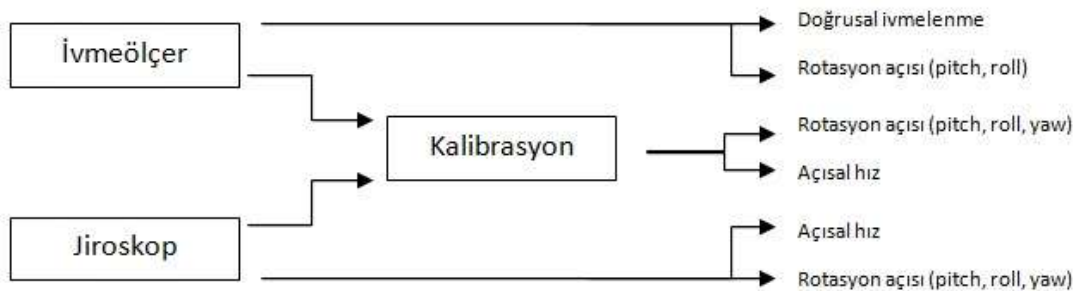 İvmeölçer
Doğrusal ivmelenme
Rotasyon açısı (pitch, roll)
Kalibrasyon
Rotasyon açısı (pitch, roll, yaw)
Açısal hız
Jiroskop
Açısal hız
Rotasyon açısı (pitch, roll, yaw)